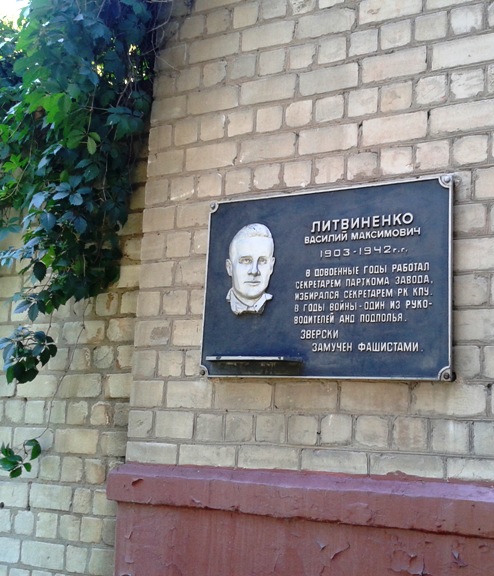 ЛИТВИНЕНКО
ВАСИЛИЙ МАКСИМОВИЧ
1903-1942г.г.
В ДОВОЕННЫЕ ГОДЫ РАБОТАЛ
СЕКРЕТАРЕМ ПАРТКОМА ЗАВОДА,
ИЗБИРАЛСЯ СЕКРЕТАРЕМ РК КПУ.
В ГОДЫ ВОЙНЫ-ОДИН ИЗ РУКО-
ВОДИТЕЛЕЙ АНД ПОДПОЛЬЯ.
ЗВЕРСКИ
ЗАМУЧЕН ФАШИСТАМИ.